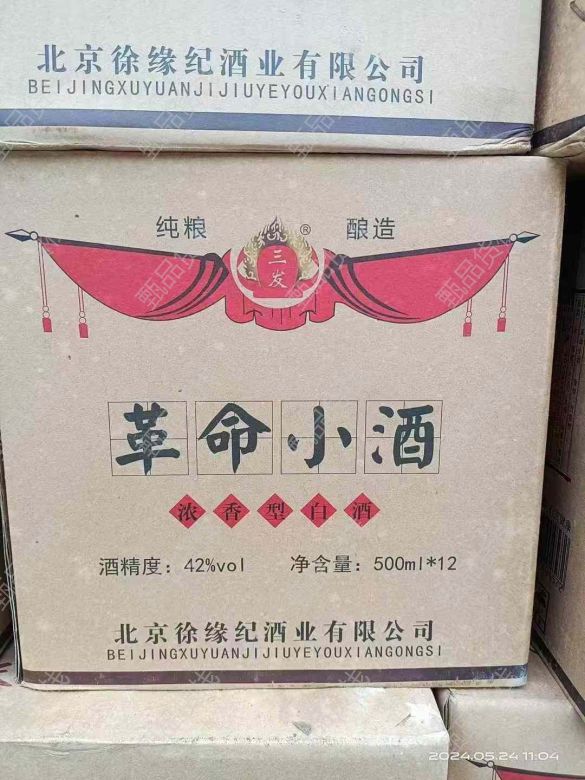 北京徐缘纪酒业有限公司
BEIJINGXUYUANJIJIUYEYOUXIANGONGSI
纯粮 ® 酿造
三发
革命小酒
浓香型白酒
酒精度：42%vol 净含量：500ml*12
北京徐缘纪酒业有限公司
BEIJINGXUYUANJIJIUYEYOUXIANGONGSI
2024.05.24 11:04